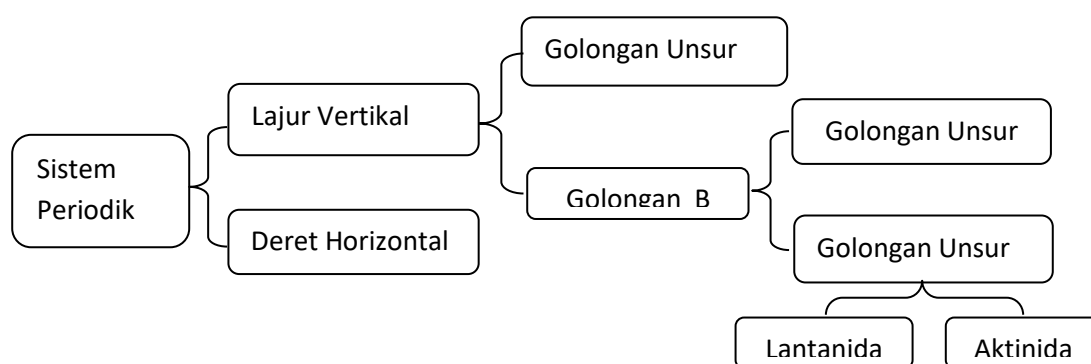 Sistem
Periodik
Lajur Vertikal
Deret Horizontal
Golongan Unsur
Golongan B
Golongan Unsur
Golongan Unsur
Lantanida
Aktinida